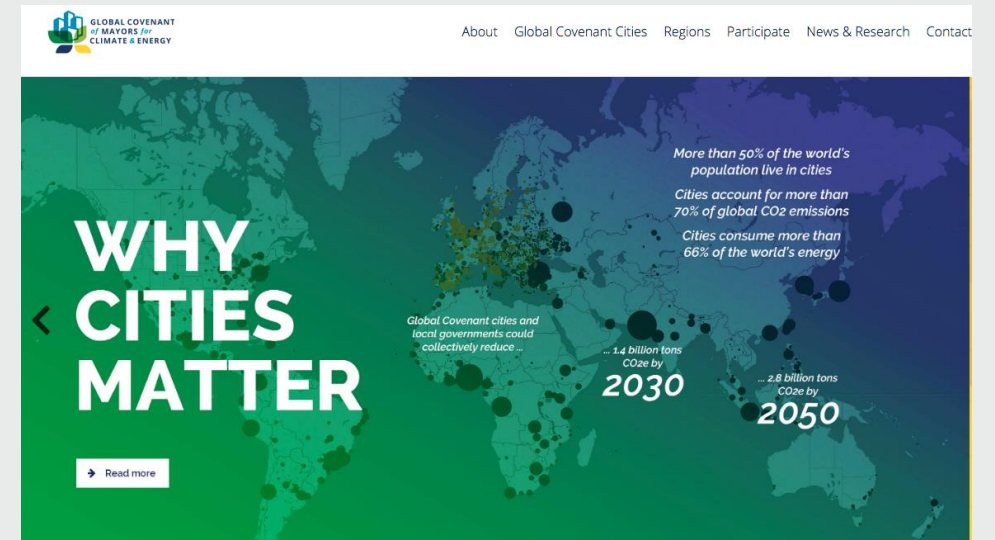 GLOBAL COVENANT
of MAYORS for
CLIMATE & ENERGY
About Global Covenant Cities Regions Participate News & Research Contact
More than 50% of the world's
population live in cities
Cities account for more than
70% of global CO2 emissions
Cities consume more than
66% of the world's energy
WHY
CITIES
MATTER
Global Covenant cities and
local governments could
collectively reduce ...
... 1.4 billion tons
CO2e by
2030
... 2.8 billion tons
CO2e by
2050
Read more